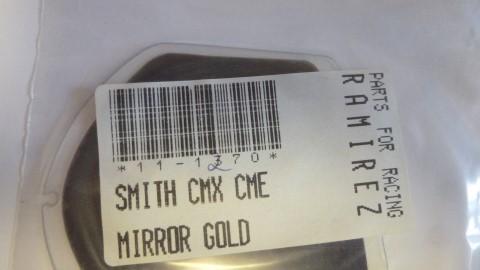 *11-1370*
SMITH CMX CME
MIRROR GOLD
PARTS FOR RACING
RAMIREZ